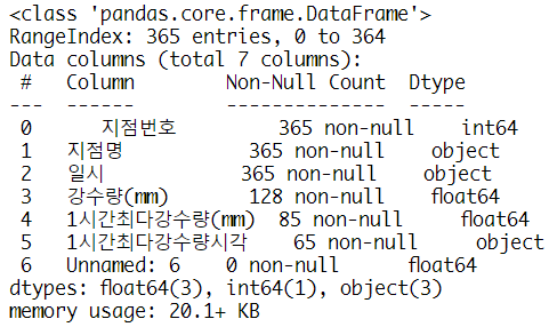 <class 'pandas.core.frame.DataFrame'>
RangeIndex: 365 entries, 0 to 364
Data columns (total 7 columns):
 #   Column           Non-Null Count  Dtype
---  ------           --------------  -----
 0   지점번호           365 non-null    int64
 1   지점명            365 non-null    object
 2   일시             365 non-null    object
 3   강수량(mm)        128 non-null    float64
 4   1시간최다강수량(mm)  85 non-null     float64
 5   1시간최다강수량시각   65 non-null     object
 6   Unnamed: 6     0 non-null      float64
dtypes: float64(3), int64(1), object(3)
memory usage: 20.1+ KB